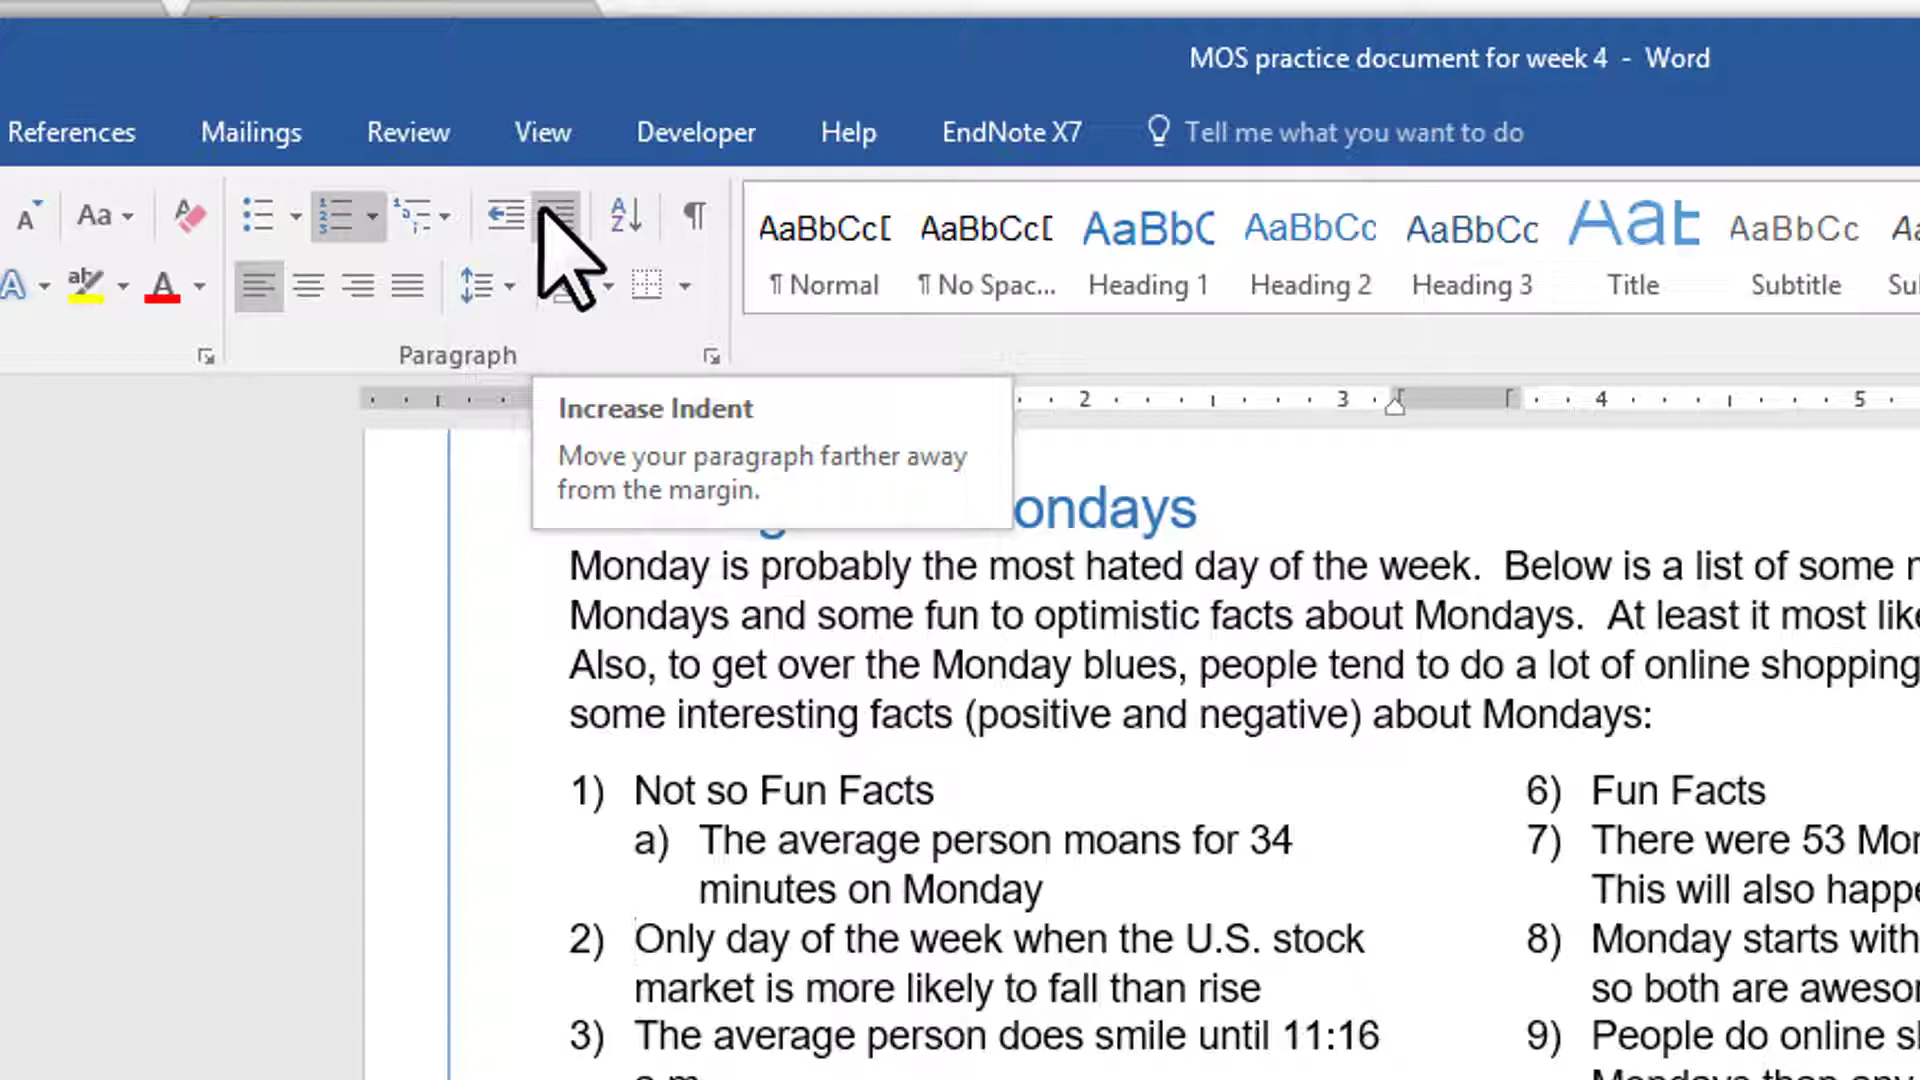 MOS practice document for week 4 - Word
References Mailings Review View Developer Help EndNote X7 Tell me what you want to do
AaBbCcD AaBbCcD AaBbC AaBbCc AaBbCc AaB AaBbCc
¶ Normal ¶ No Spac... Heading 1 Heading 2 Heading 3 Title Subtitle
Paragraph
2 3 4 5
Increase Indent
Move your paragraph farther away
from the margin.
ondays
Monday is probably the most hated day of the week. Below is a list of some
Mondays and some fun to optimistic facts about Mondays. At least it most
Also, to get over the Monday blues, people tend to do a lot of online shopping
some interesting facts (positive and negative) about Mondays:
1) Not so Fun Facts
a) The average person moans for 34
minutes on Monday
2) Only day of the week when the U.S. stock
market is more likely to fall than rise
3) The average person does smile until 11:16
6) Fun Facts
7) There were 53
This will also
8) Monday starts with
so both are
9) People do online